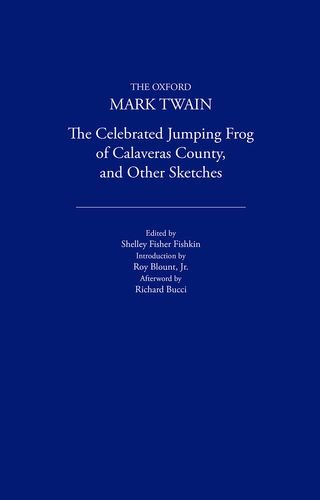 THE OXFORD
MARK TWAIN
The Celebrated Jumping Frog
of Calaveras County,
and Other Sketches
Edited by
Shelley Fisher Fishkin
Introduction by
Roy Blount, Jr.
Afterword by
Richard Bucci